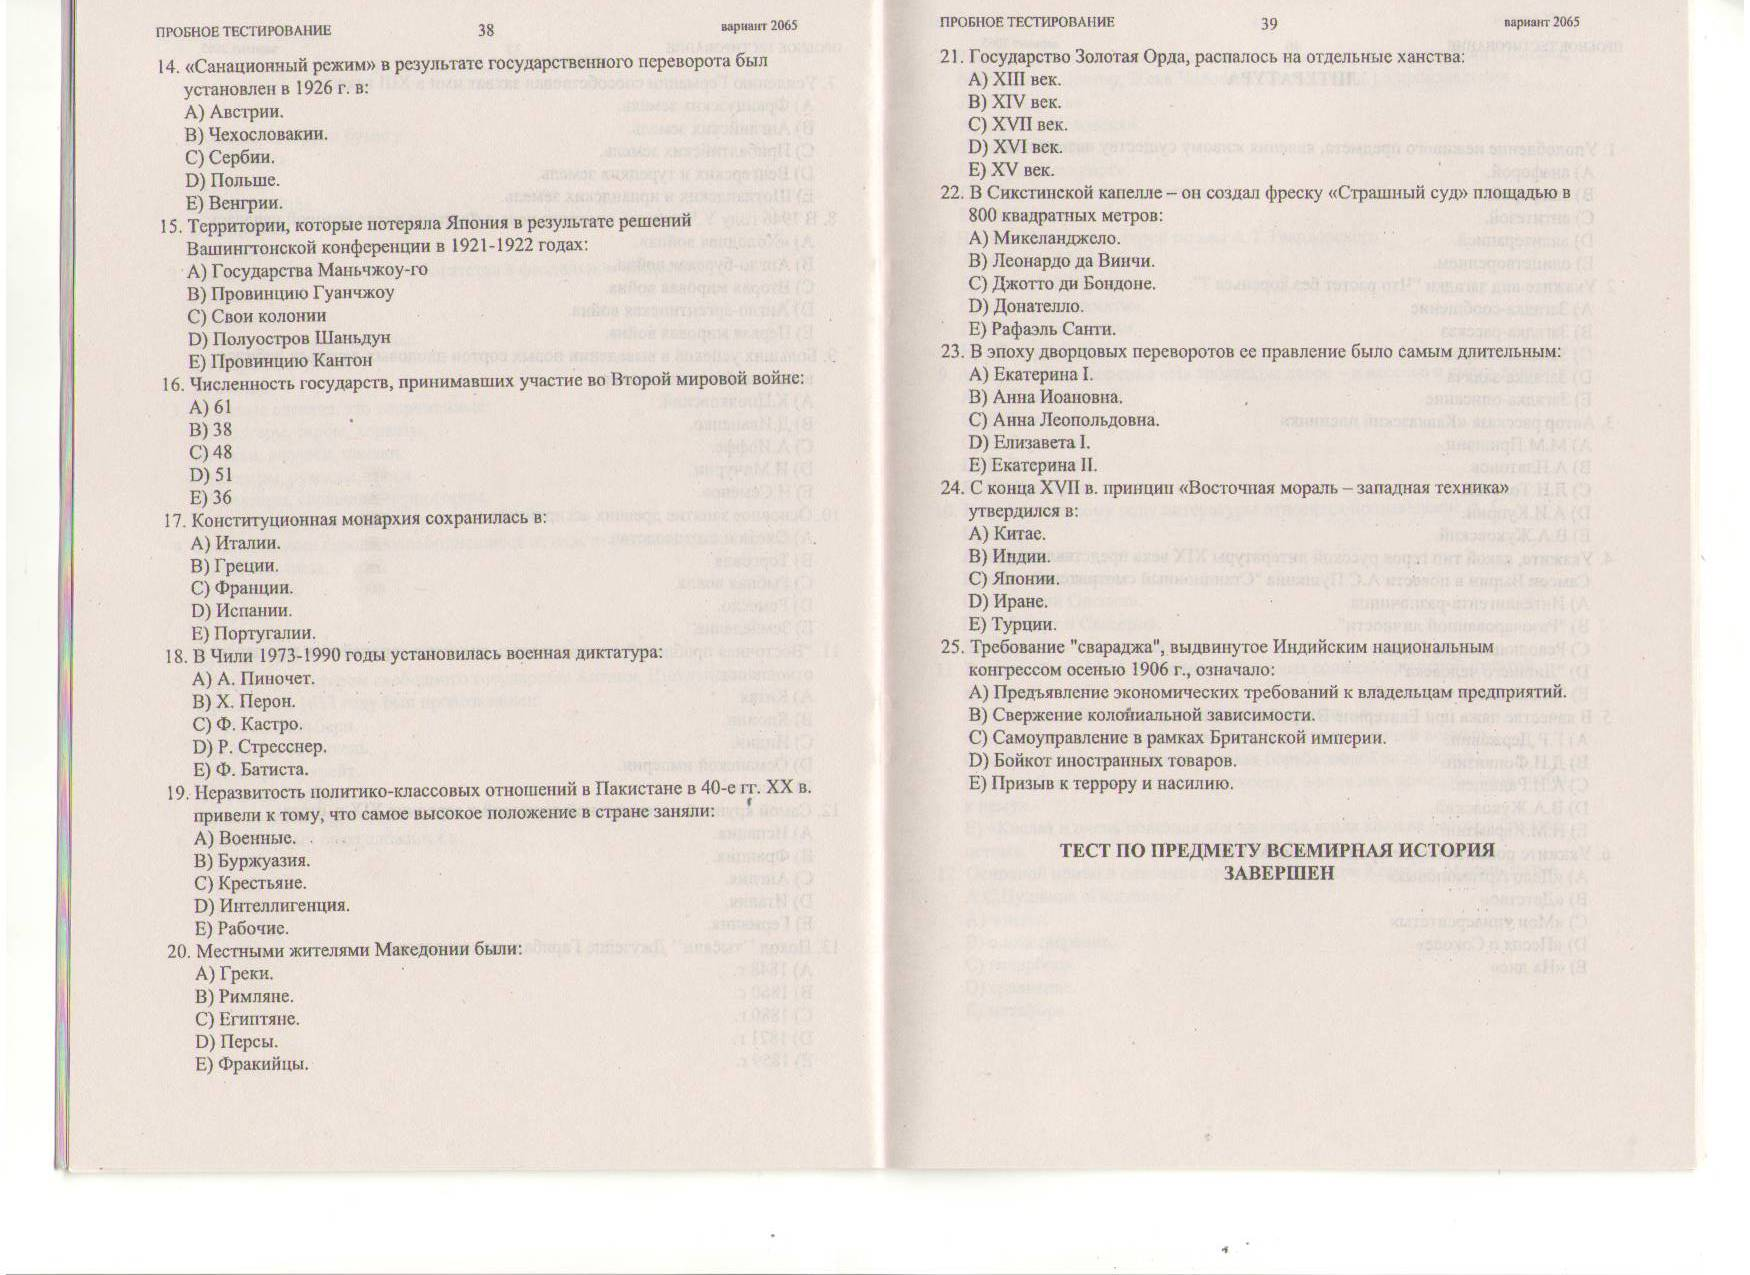 ПРОБНОЕ ТЕСТИРОВАНИЕ 38 вариант 2065
14. «Санационный режим» в результате государственного переворота был
установлен в 1926 г. в:
A) Австрии.
B) Чехословакии.
C) Сербии.
D) Польше.
E) Венгрии.
15. Территории, которые потеряла Япония в результате решений
Вашингтонской конференции в 1921-1922 годах:
A) Государства Маньчжоу-го
B) Провинцию Гуанчжоу
C) Свои колонии
D) Полуостров Шаньдун
E) Провинцию Кантон
16. Численность государств, принимавших участие во Второй мировой войне:
A) 61
B) 38
C) 48
D) 51
E) 36
17. Конституционная монархия сохранилась в:
A) Италии.
B) Греции.
C) Франции.
D) Испании.
E) Португалии.
18. В Чили 1973-1990 годы установилась военная диктатура:
A) А. Пиночет.
B) Х. Перон.
C) Ф. Кастро.
D) Р. Стресснер.
E) Ф. Батиста.
19. Неразвитость политико-классовых отношений в Пакистане в 40-е гг. XX в.
привели к тому, что самое высокое положение в стране заняли:
A) Военные.
B) Буржуазия.
C) Крестьяне.
D) Интеллигенция.
E) Рабочие.
20. Местными жителями Македонии были:
A) Греки.
B) Римляне.
C) Египтяне.
D) Персы.
E) Фракийцы.
ПРОБНОЕ ТЕСТИРОВАНИЕ 39 вариант 2065
21. Государство Золотая Орда, распалось на отдельные ханства:
A) XIII век.
B) XIV век.
C) XVII век.
D) XVI век.
E) XV век.
22. В Сикстинской капелле – он создал фреску «Страшный суд» площадью в
800 квадратных метров:
A) Микеланджело.
B) Леонардо да Винчи.
C) Джотто ди Бондоне.
D) Донателло.
E) Рафаэль Санти.
23. В эпоху дворцовых переворотов ее правление было самым длительным:
A) Екатерина I.
B) Анна Иоановна.
C) Анна Леопольдовна.
D) Елизавета I.
E) Екатерина II.
24. С конца XVII в. принцип «Восточная мораль – западная техника»
утвердился в:
A) Китае.
B) Индии.
C) Японии.
D) Иране.
E) Турции.
25. Требование "свараджа", выдвинутое Индийским национальным
конгрессом осенью 1906 г., означало:
A) Предъявление экономических требований к владельцам предприятий.
B) Свержение колониальной зависимости.
C) Самоуправление в рамках Британской империи.
D) Бойкот иностранных товаров.
E) Призыв к террору и насилию.
ТЕСТ ПО ПРЕДМЕТУ ВСЕМИРНАЯ ИСТОРИЯ
ЗАВЕРШЕН